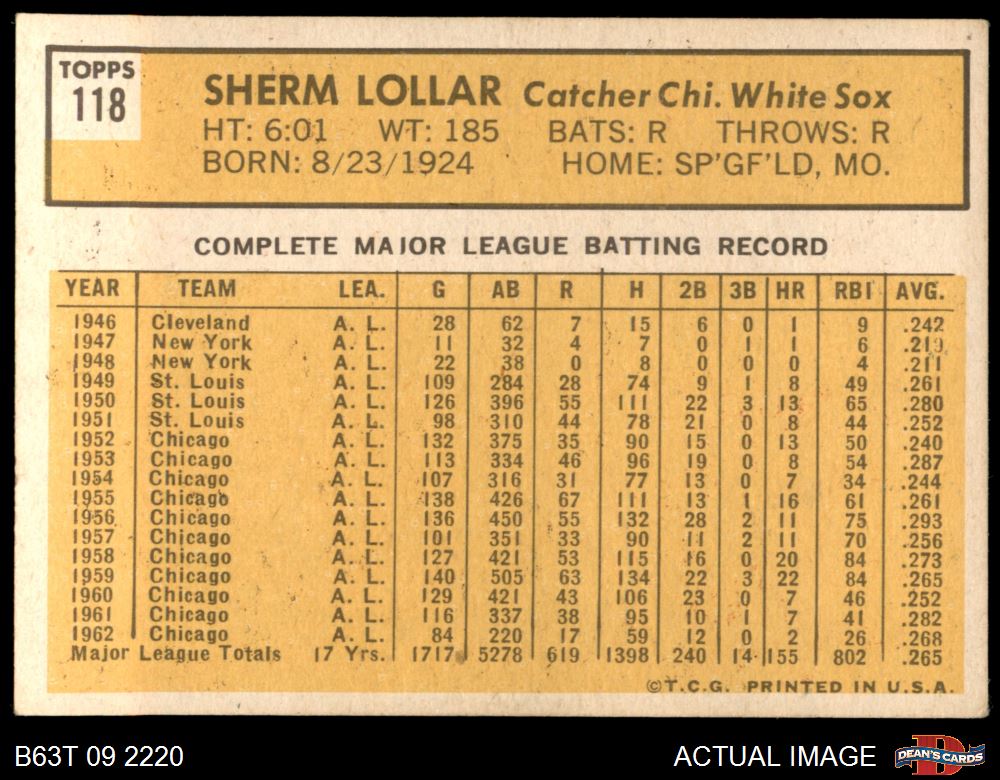 TOPPS
118
SHERM LOLLAR Catcher Chi. White Sox
HT: 6:01 WT: 185 BATS: R THROWS: R
BORN: 8/23/1924 HOME: SP'GF'LD, MO.
COMPLETE MAJOR LEAGUE BATTING RECORD
YEAR TEAM LEA. G AB R H 2B 3B HR RBI AVG.
1946 Cleveland A. L. 28 62 7 15 6 0 1 9 .242
1947 New York A. L. 11 32 4 7 0 1 1 6 .219
1948 New York A. L. 22 38 0 8 0 0 0 4 .211
1949 St. Louis A. L. 109 284 28 74 9 1 8 49 .261
1950 St. Louis A. L. 126 396 55 111 22 3 13 65 .280
1951 St. Louis A. L. 98 310 44 78 21 0 8 44 .252
1952 Chicago A. L. 132 375 35 90 15 0 13 50 .240
1953 Chicago A. L. 113 334 46 96 19 0 8 54 .287
1954 Chicago A. L. 107 316 31 77 13 0 7 34 .244
1955 Chicago A. L. 138 426 67 111 13 1 16 61 .261
1956 Chicago A. L. 136 450 55 132 28 2 11 75 .293
1957 Chicago A. L. 101 351 33 90 11 2 11 70 .256
1958 Chicago A. L. 127 421 53 115 16 0 20 84 .273
1959 Chicago A. L. 140 505 63 134 22 3 22 84 .265
1960 Chicago A. L. 129 421 43 106 23 0 7 46 .252
1961 Chicago A. L. 116 337 38 95 10 1 7 41 .282
1962 Chicago A. L. 84 220 17 59 12 0 2 26 .268
Major League Totals 17 Yrs. 1717 5278 619 1398 240 14 155 802 .265
©T.C.G. PRINTED IN U.S.A.
B63T 09 2220 ACTUAL IMAGE DEAN'S CARDS